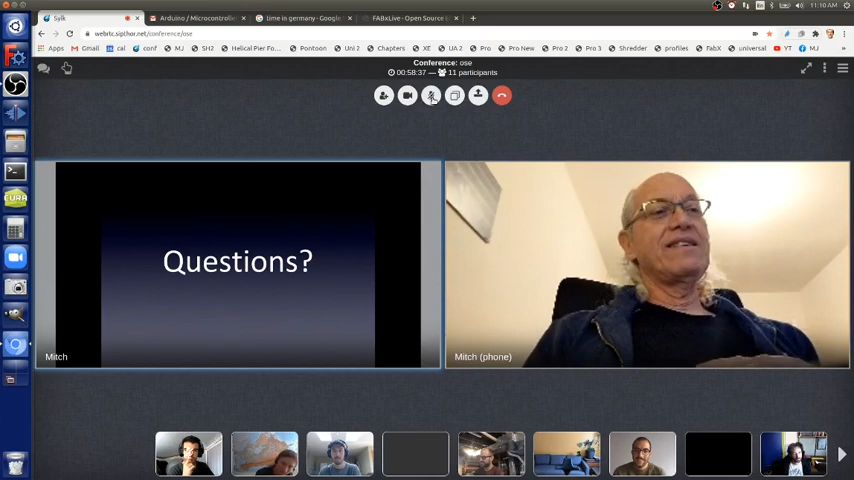 11:10 AM
Sylk
Arduino / Microcontroll
time in germany - Google
FABxLive - Open Source E
webrtc.sipthor.net/conference/ose
Apps
Gmail
cal
conf
MJ
SH2
Helical Pier Fo
Pontoon
Uni 2
Chapters
XE
UA 2
Pro
Pro New
Pro 2
Pro 3
Shredder
profiles
FabX
universal
YT
MJ
Conference: ose
00:58:37 — 11 participants
Questions?
Mitch
Mitch (phone)
CURA